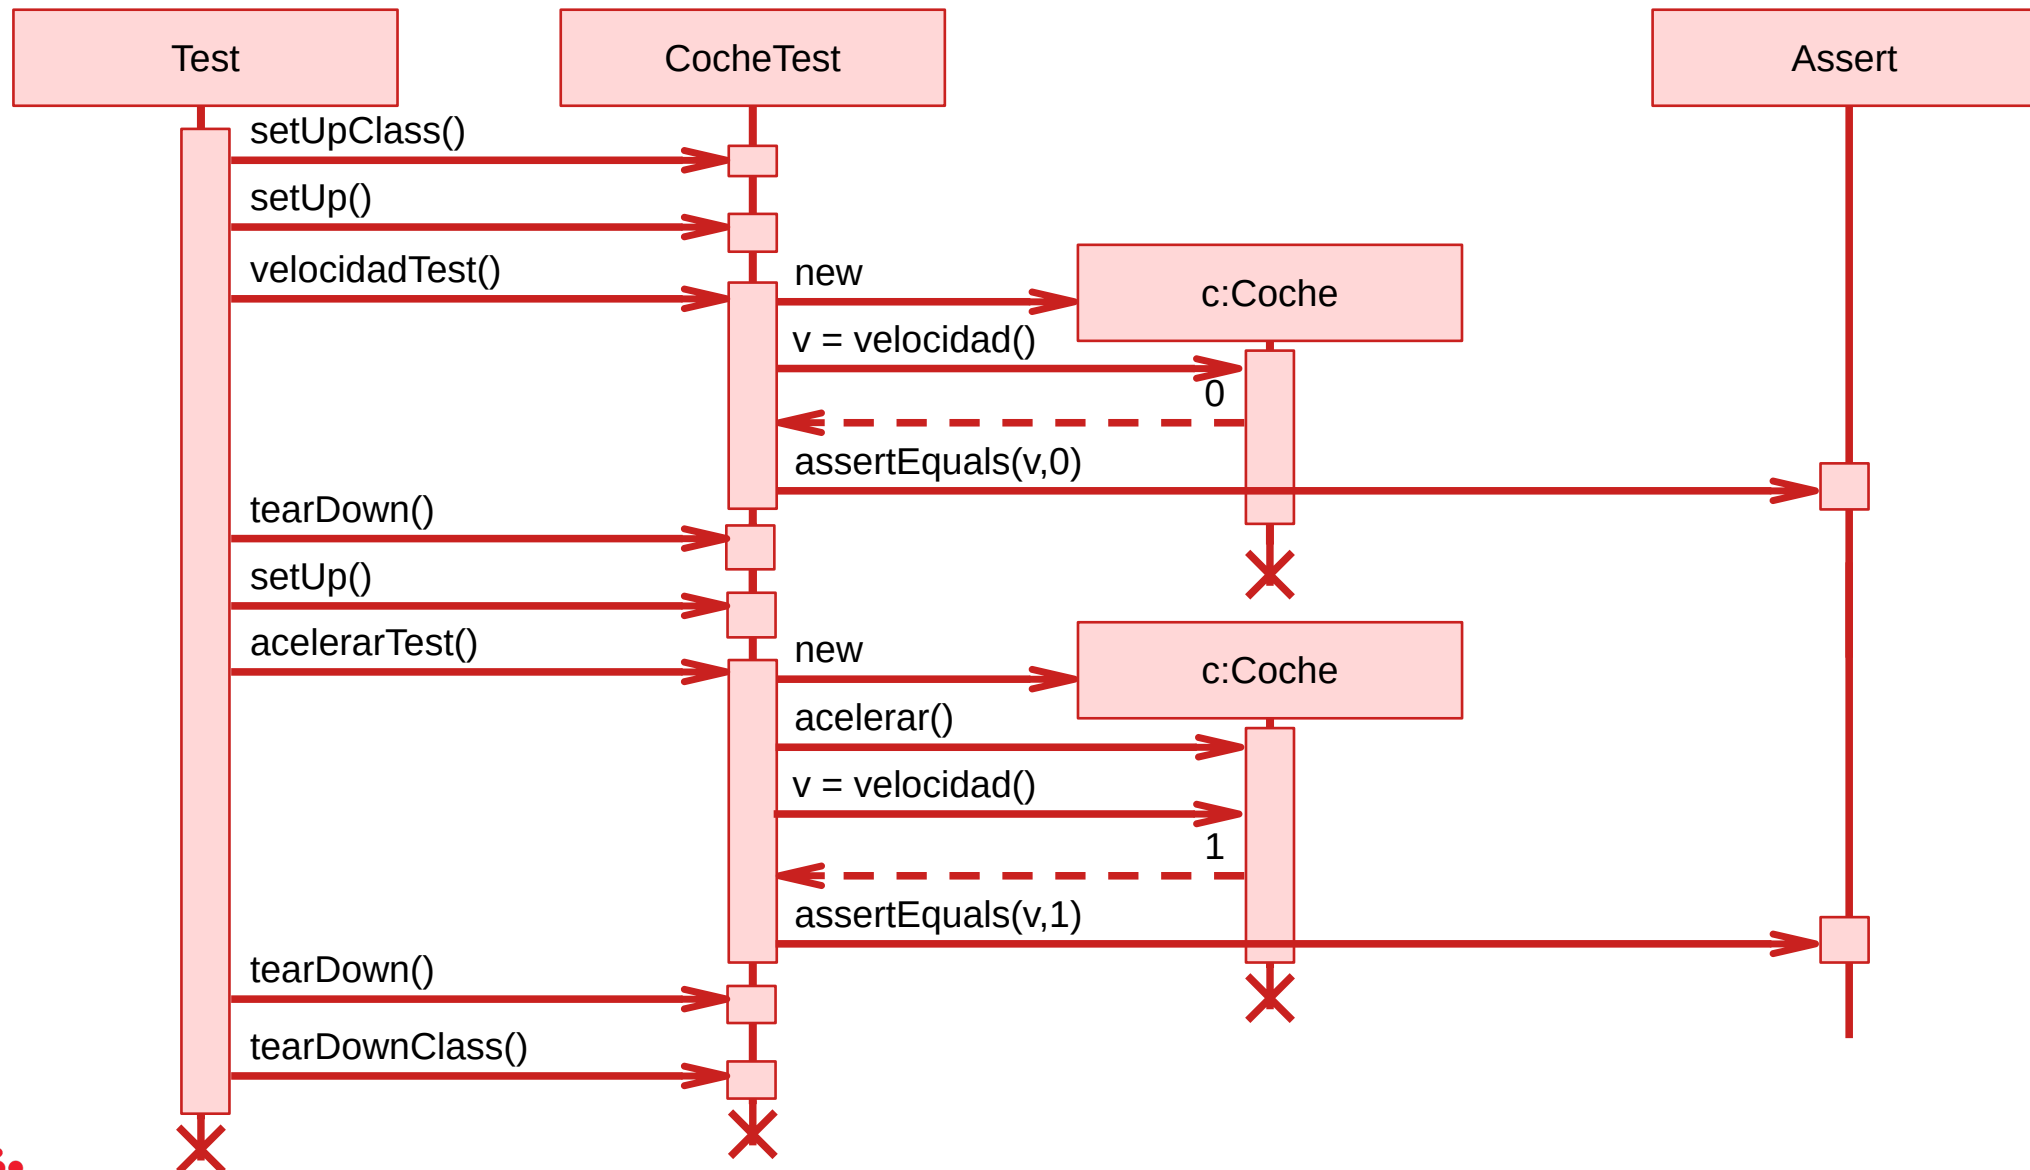 Test
CocheTest
Assert
setUpClass()
setUp()
velocidadTest()
new
c:Coche
v = velocidad()
0
assertEquals(v,0)
tearDown()
setUp()
acelerarTest()
new
c:Coche
acelerar()
v = velocidad()
1
assertEquals(v,1)
tearDown()
tearDownClass()